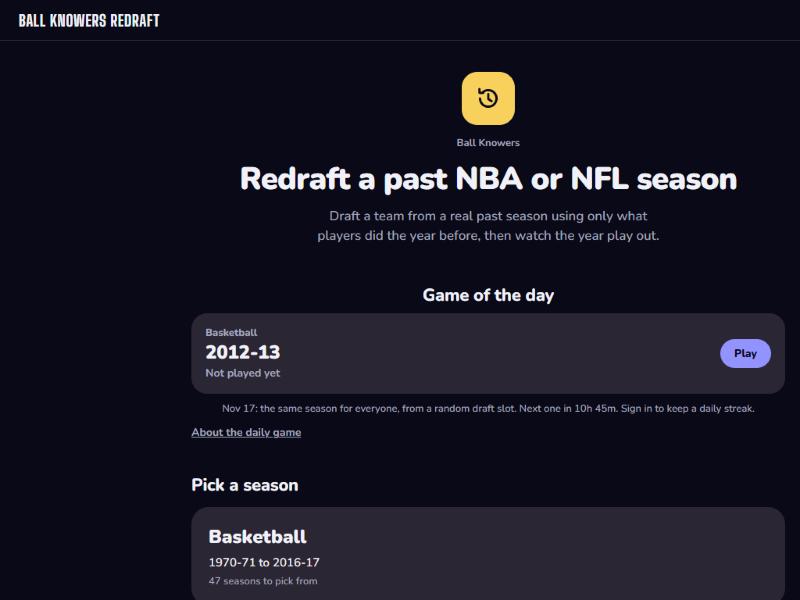 BALL KNOWERS REDRAFT
Ball Knowers
Redraft a past NBA or NFL season
Draft a team from a real past season using only what
players did the year before, then watch the year play out.
Game of the day
Basketball
2012-13
Not played yet
Play
Nov 17: the same season for everyone, from a random draft slot. Next one in 10h 45m. Sign in to keep a daily streak.
About the daily game
Pick a season
Basketball
1970-71 to 2016-17
47 seasons to pick from